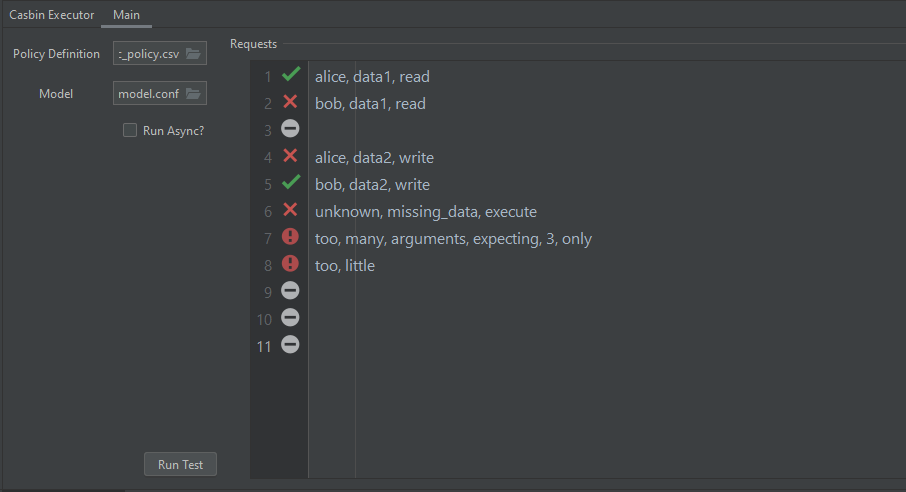 Casbin Executor Main
Policy Definition :_policy.csv
Model model.conf
Run Async?
Requests
1 alice, data1, read
2 bob, data1, read
3
4 alice, data2, write
5 bob, data2, write
6 unknown, missing_data, execute
7 too, many, arguments, expecting, 3, only
8 too, little
9
10
11
Run Test